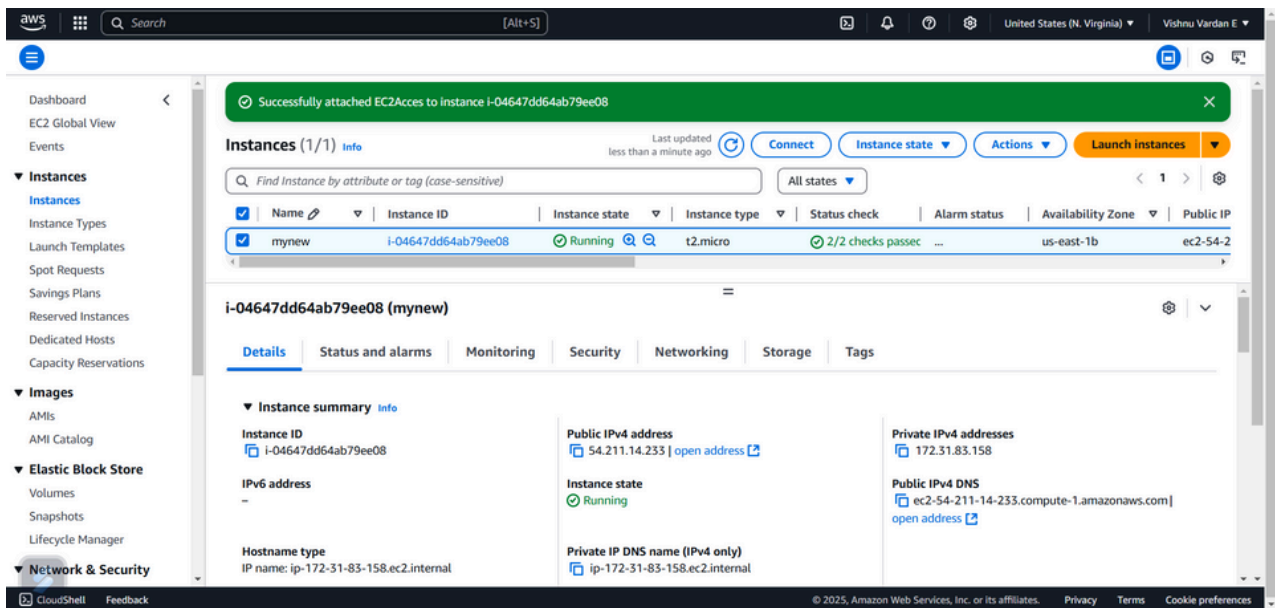 aws Search [Alt+S] United States (N. Virginia) Vishnu Vardan E
Dashboard
EC2 Global View
Events
Instances
Instances
Instance Types
Launch Templates
Spot Requests
Savings Plans
Reserved Instances
Dedicated Hosts
Capacity Reservations
Images
AMIs
AMI Catalog
Elastic Block Store
Volumes
Snapshots
Lifecycle Manager
Network & Security
Successfully attached EC2Acces to instance i-04647dd64ab79ee08
Instances (1/1) Info
Last updated
less than a minute ago
Connect Instance state Actions Launch instances
Find Instance by attribute or tag (case-sensitive) All states 1
Name Instance ID Instance state Instance type Status check Alarm status Availability Zone Public IP
mynew i-04647dd64ab79ee08 Running t2.micro 2/2 checks passec ... us-east-1b ec2-54-2
i-04647dd64ab79ee08 (mynew)
Details Status and alarms Monitoring Security Networking Storage Tags
Instance summary Info
Instance ID
i-04647dd64ab79ee08
Public IPv4 address
54.211.14.233 | open address
Private IPv4 addresses
172.31.83.158
IPv6 address
–
Instance state
Running
Public IPv4 DNS
ec2-54-211-14-233.compute-1.amazonaws.com |
open address
Hostname type
IP name: ip-172-31-83-158.ec2.internal
Private IP DNS name (IPv4 only)
ip-172-31-83-158.ec2.internal
CloudShell Feedback © 2025, Amazon Web Services, Inc. or its affiliates. Privacy Terms Cookie preferences